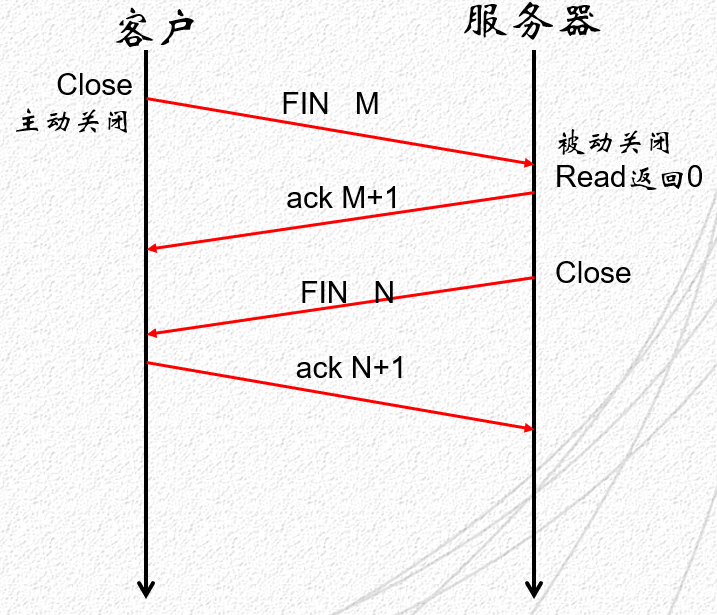 客户
服务器
Close
主动关闭
FIN M
被动关闭
Read返回0
ack M+1
Close
FIN N
ack N+1